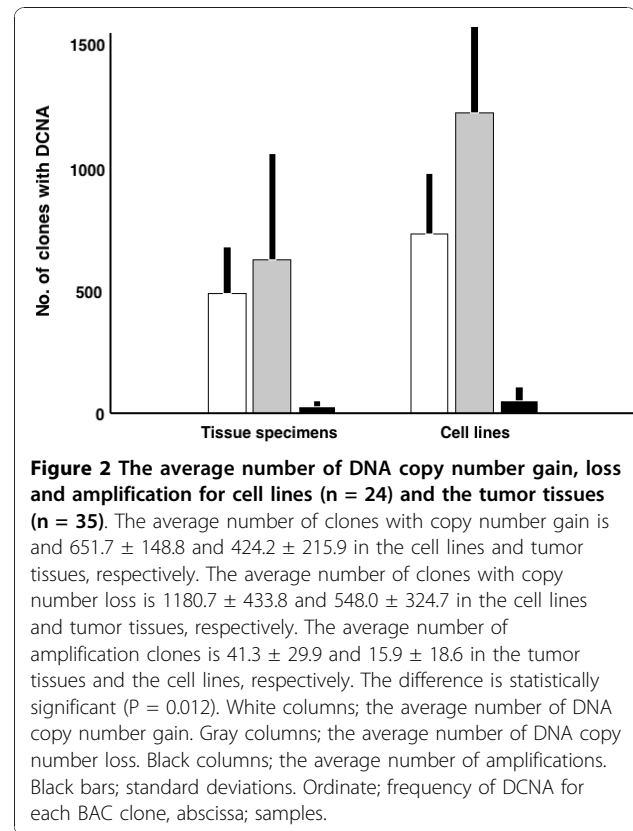 1500
1000
500
0
No. of clones with DCNA
Tissue specimens
Cell lines
Figure 2 The average number of DNA copy number gain, loss
and amplification for cell lines (n = 24) and the tumor tissues
(n = 35). The average number of clones with copy number gain is
and 651.7 ± 148.8 and 424.2 ± 215.9 in the cell lines and tumor
tissues, respectively. The average number of clones with copy
number loss is 1180.7 ± 433.8 and 548.0 ± 324.7 in the cell lines
and tumor tissues, respectively. The average number of
amplification clones is 41.3 ± 29.9 and 15.9 ± 18.6 in the tumor
tissues and the cell lines, respectively. The difference is statistically
significant (P = 0.012). White columns; the average number of DNA
copy number gain. Gray columns; the average number of DNA copy
number loss. Black columns; the average number of amplifications.
Black bars; standard deviations. Ordinate; frequency of DCNA for
each BAC clone, abscissa; samples.